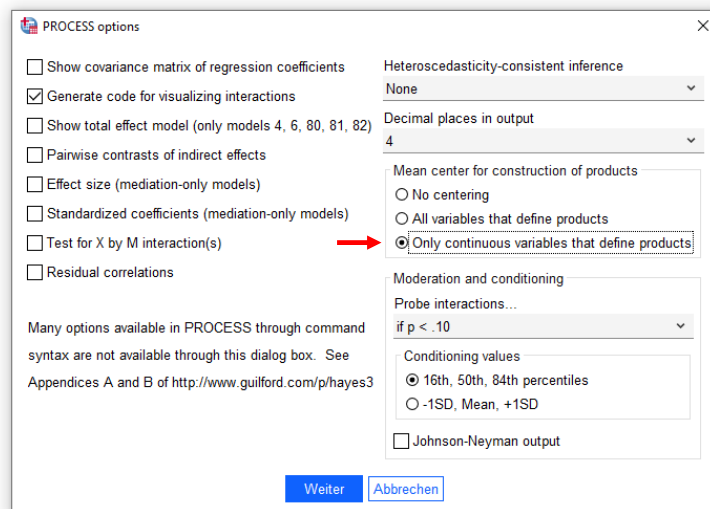 PROCESS options
Show covariance matrix of regression coefficients
Generate code for visualizing interactions
Show total effect model (only models 4, 6, 80, 81, 82)
Pairwise contrasts of indirect effects
Effect size (mediation-only models)
Standardized coefficients (mediation-only models)
Test for X by M interaction(s)
Residual correlations
Many options available in PROCESS through command
syntax are not available through this dialog box. See
Appendices A and B of http://www.guilford.com/p/hayes3
Heteroscedasticity-consistent inference
None
Decimal places in output
4
Mean center for construction of products
No centering
All variables that define products
Only continuous variables that define products
Moderation and conditioning
Probe interactions...
if p < .10
Conditioning values
16th, 50th, 84th percentiles
-1SD, Mean, +1SD
Johnson-Neyman output
Weiter
Abbrechen